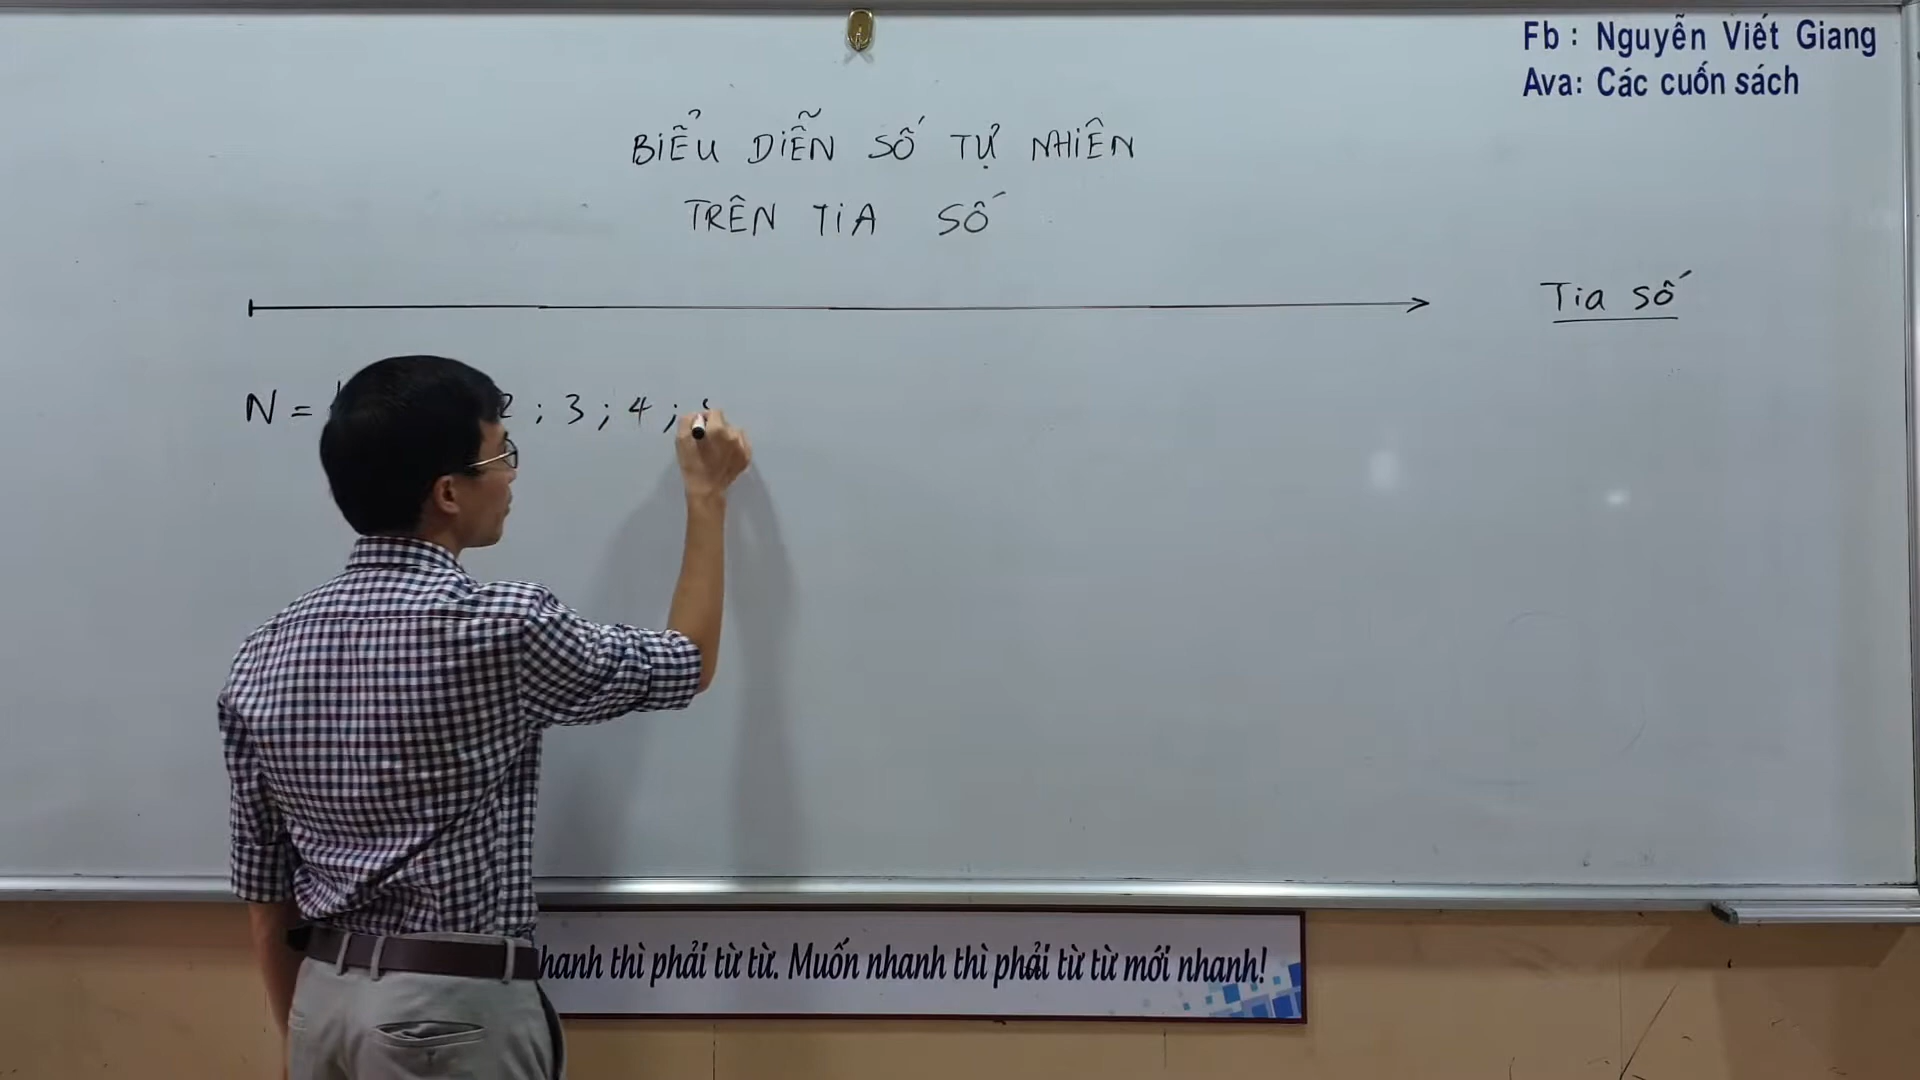 Fb : Nguyễn Viết Giang
Ava: Các cuốn sách
BIỂU DIỄN SỐ TỰ NHIÊN
TRÊN TIA SỐ
Tia số
N = 2 ; 3 ; 4 ;
thì phải từ từ. Muốn nhanh thì phải từ từ mới nhanh!